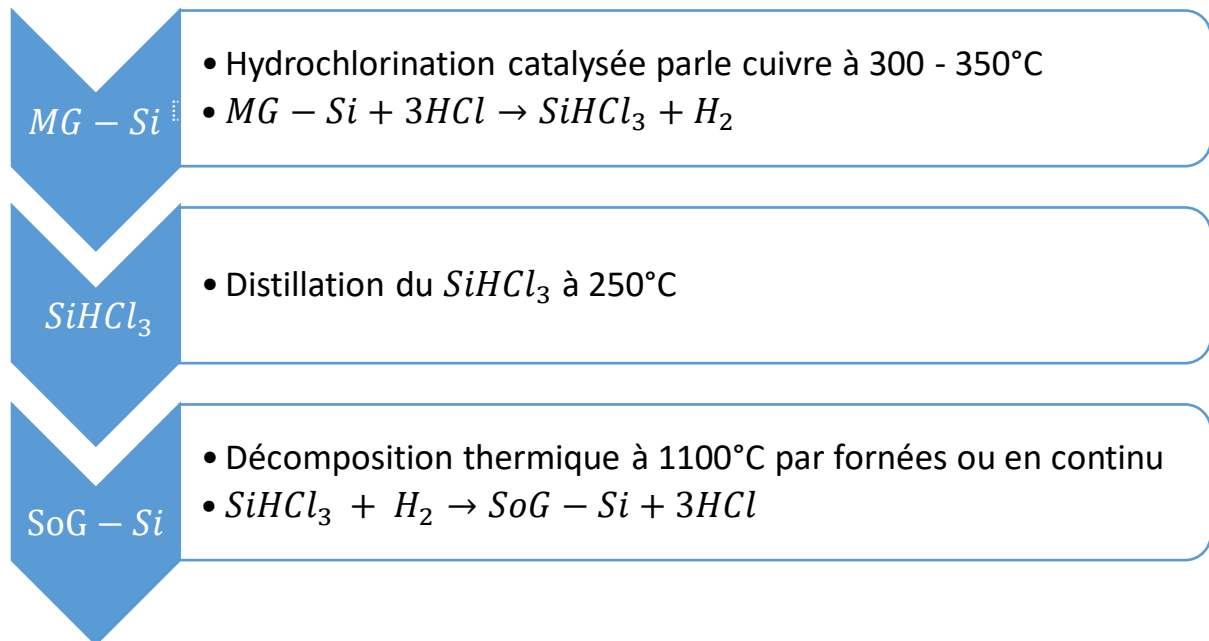 MG − Si
• Hydrochlorination catalysée parle cuivre à 300 - 350°C
• MG − Si + 3HCl → SiHCl₃ + H₂
SiHCl₃
• Distillation du SiHCl₃ à 250°C
SoG − Si
• Décomposition thermique à 1100°C par fornées ou en continu
• SiHCl₃ + H₂ → SoG − Si + 3HCl